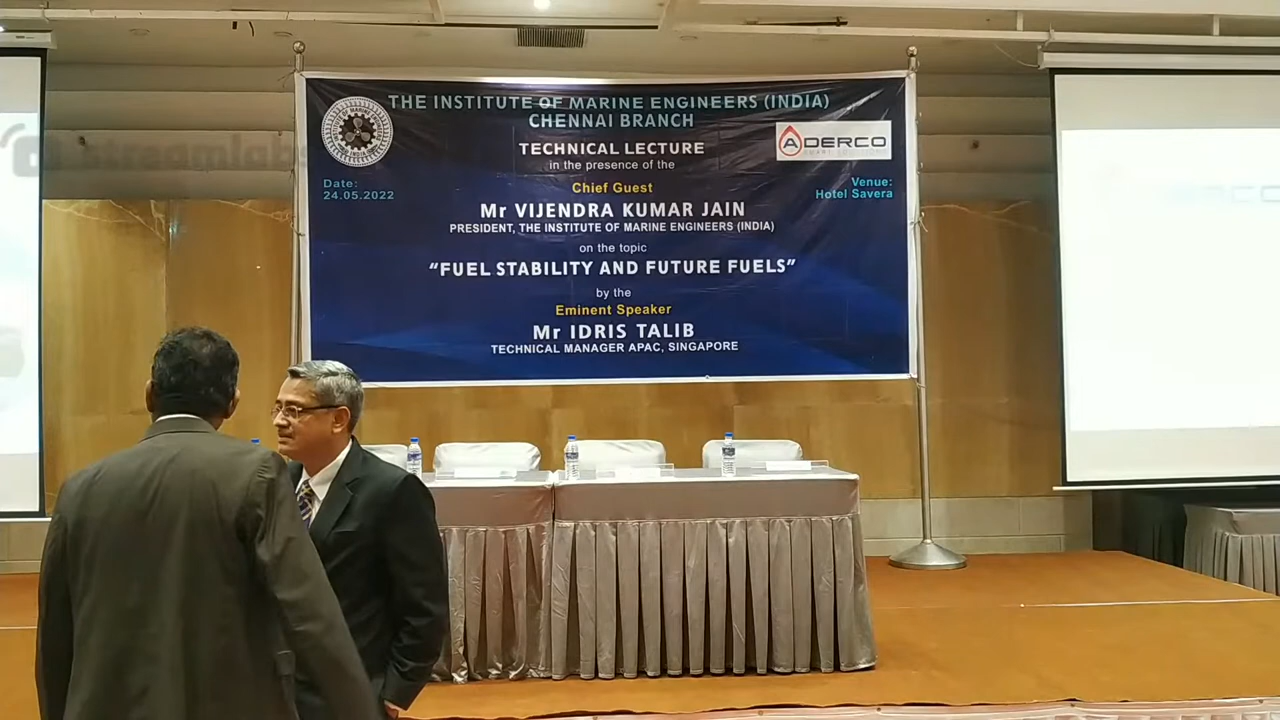 THE INSTITUTE OF MARINE ENGINEERS (INDIA)
CHENNAI BRANCH
ADERCO
TECHNICAL LECTURE
in the presence of the
Date:
24.05.2022
Venue:
Hotel Savera
Chief Guest
Mr VIJENDRA KUMAR JAIN
PRESIDENT, THE INSTITUTE OF MARINE ENGINEERS (INDIA)
on the topic
“FUEL STABILITY AND FUTURE FUELS”
by the
Eminent Speaker
Mr IDRIS TALIB
TECHNICAL MANAGER APAC, SINGAPORE